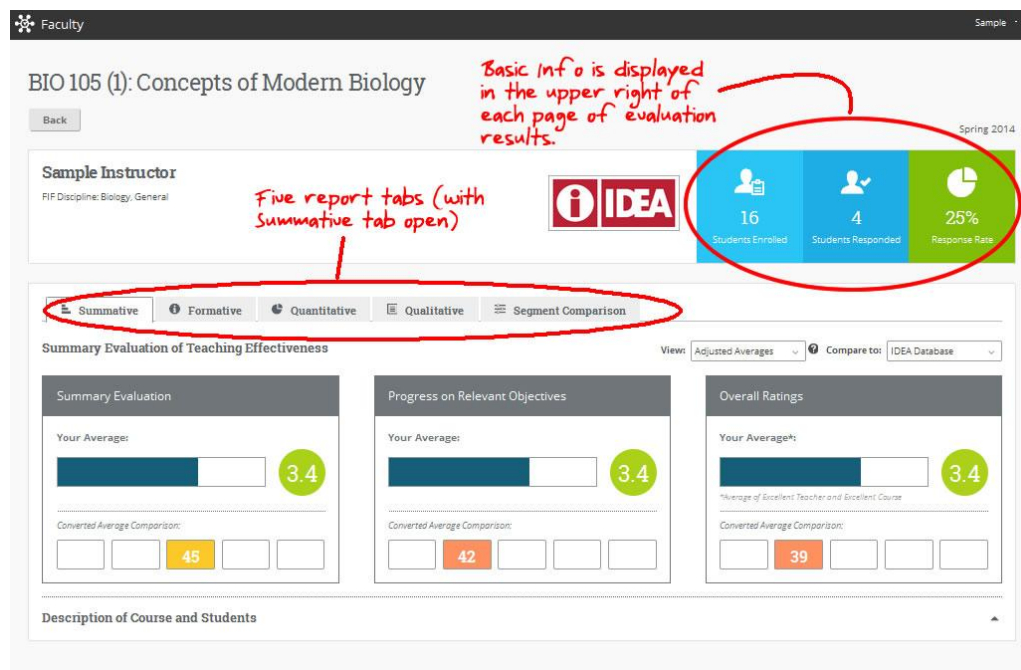 Faculty
Sample
BIO 105 (1): Concepts of Modern Biology
Back
Basic Info is displayed
in the upper right of
each page of evaluation
results.
Spring 2014
Sample Instructor
FIF Discipline: Biology, General
Five report tabs (with
Summative tab open)
i IDEA
16
Students Enrolled
4
Students Responded
25%
Response Rate
Summative Formative Quantitative Qualitative Segment Comparison
Summary Evaluation of Teaching Effectiveness
View: Adjusted Averages ? Compare to: IDEA Database
Summary Evaluation
Your Average:
3.4
Converted Average Comparison:
45
Progress on Relevant Objectives
Your Average:
3.4
Converted Average Comparison:
42
Overall Ratings
Your Average*:
3.4
*Average of Excellent Teacher and Excellent Course
Converted Average Comparison:
39
Description of Course and Students